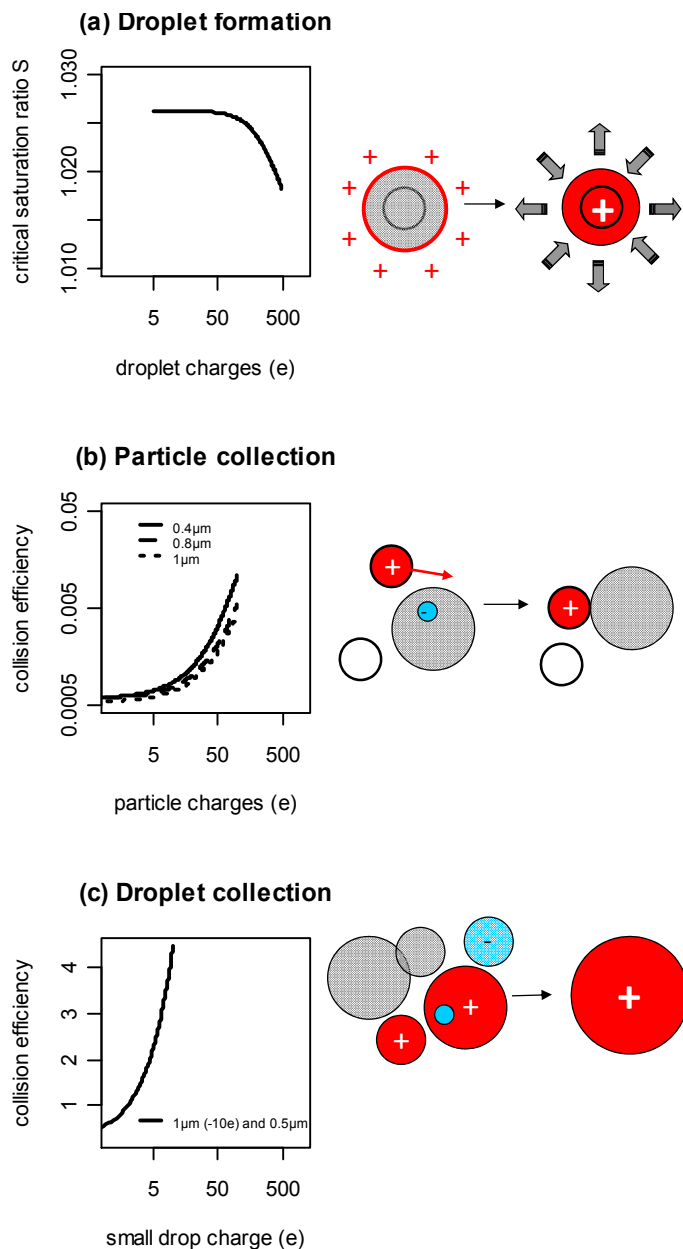 (a) Droplet formation
critical saturation ratio S
1.030
1.020
1.010
5 50 500
droplet charges (e)
+ + + + + + + +
+
(b) Particle collection
collision efficiency
0.05
0.005
0.0005
0.4µm
0.8µm
1µm
5 50 500
particle charges (e)
+
-
+
(c) Droplet collection
collision efficiency
4
3
2
1
1µm (-10e) and 0.5µm
5 50 500
small drop charge (e)
-
+
+
+